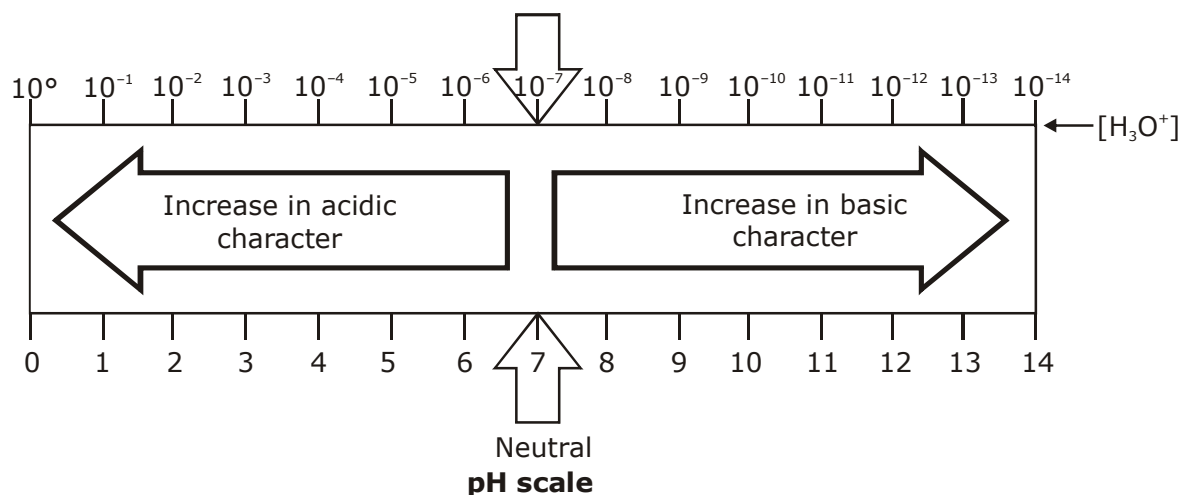 10° 10⁻¹ 10⁻² 10⁻³ 10⁻⁴ 10⁻⁵ 10⁻⁶ 10⁻⁷ 10⁻⁸ 10⁻⁹ 10⁻¹⁰ 10⁻¹¹ 10⁻¹² 10⁻¹³ 10⁻¹⁴
[H₃O⁺]
Increase in acidic
character
Increase in basic
character
0 1 2 3 4 5 6 7 8 9 10 11 12 13 14
Neutral
pH scale